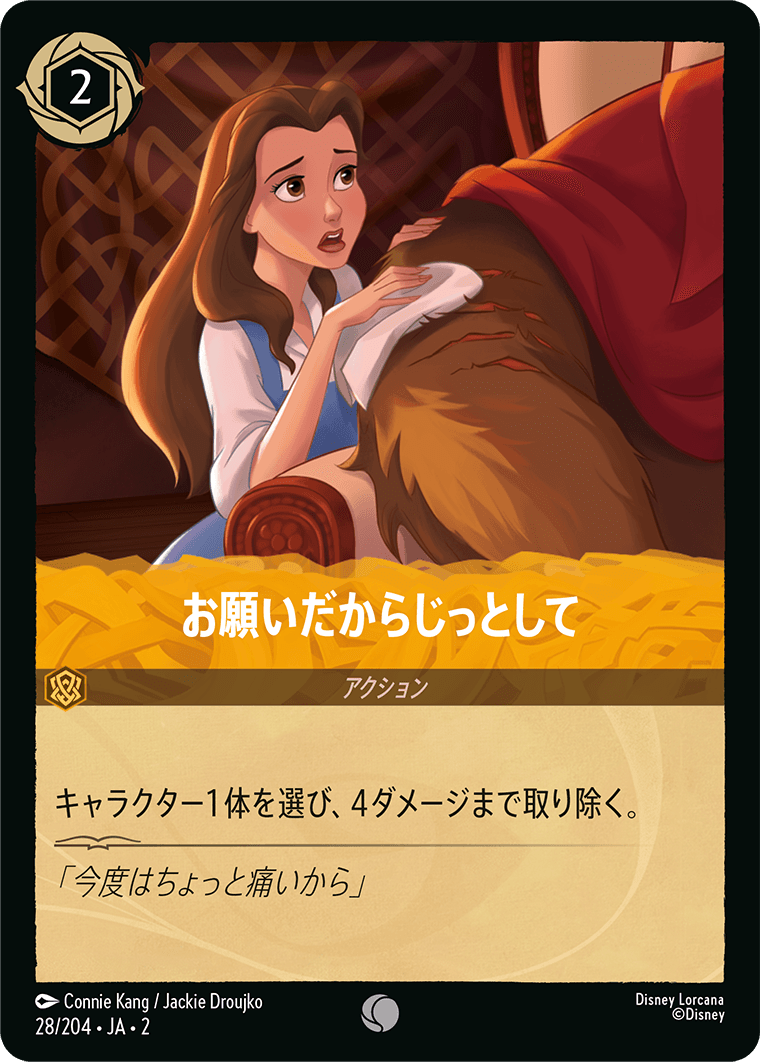 2
お願いだからじっとして
アクション
キャラクター1体を選び、4ダメージまで取り除く。
「今度はちょっと痛いから」
Connie Kang / Jackie Droujko
Disney Lorcana
28/204 • JA • 2
©Disney